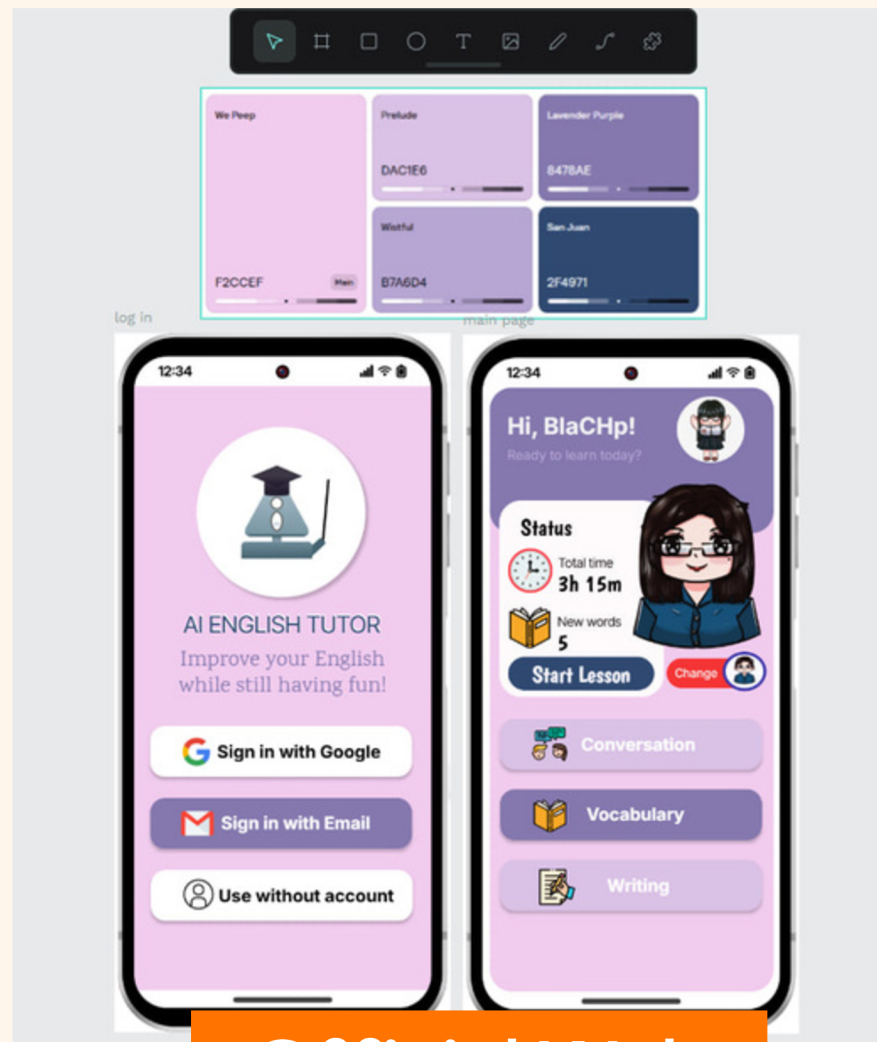 We Peep
F2CCEF
Main
Prelude
DAC1E6
Lavender Purple
8478AE
Wistful
B7A6D4
San Juan
2F4971
log in
main page
12:34
AI ENGLISH TUTOR
Improve your English
while still having fun!
Sign in with Google
Sign in with Email
Use without account
12:34
Hi, BlaCHp!
Ready to learn today?
Status
Total time
3h 15m
New words
5
Start Lesson
Change
Conversation
Vocabulary
Writing